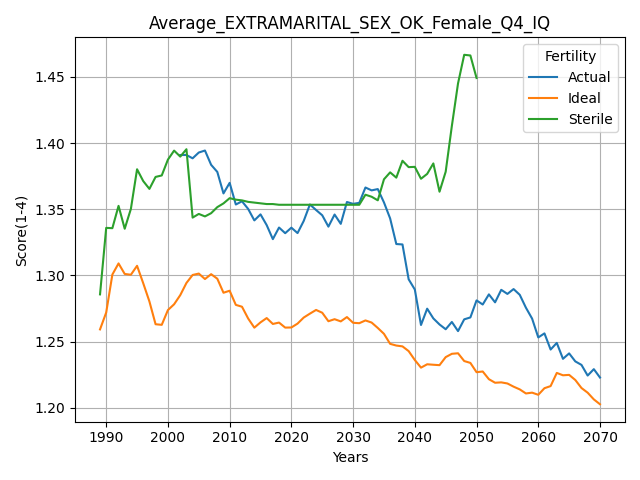 Average_EXTRAMARITAL_SEX_OK_Female_Q4_IQ
Fertility
Actual
Ideal
Sterile
Score(1-4)
1.45
1.40
1.35
1.30
1.25
1.20
1990 2000 2010 2020 2030 2040 2050 2060 2070
Years